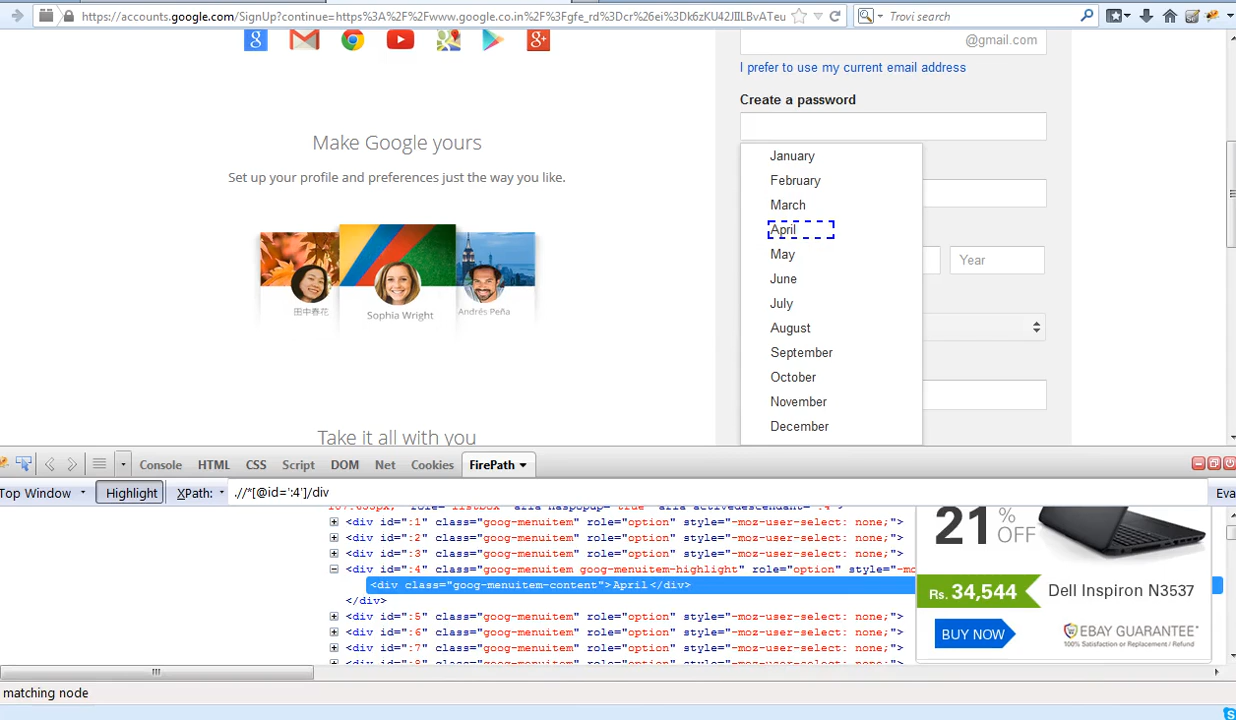 https://accounts.google.com/SignUp?continue=https%3A%2F%2Fwww.google.co.in%2F%3Fgfe_rd%3Dcr%26ei%3Dk6zKU42JIILBvATeu
Trovi search
@gmail.com
I prefer to use my current email address
Create a password
Make Google yours
Set up your profile and preferences just the way you like.
田中春花
Sophia Wright
Andrés Peña
January
February
March
April
May
June
July
August
September
October
November
December
Year
Take it all with you
Console HTML CSS Script DOM Net Cookies FirePath
Top Window Highlight XPath: .//*[@id=':4']/div Eva
<div id=":1" class="goog-menuitem" role="option" style="-moz-user-select: none;">
<div id=":2" class="goog-menuitem" role="option" style="-moz-user-select: none;">
<div id=":3" class="goog-menuitem" role="option" style="-moz-user-select: none;">
<div id=":4" class="goog-menuitem goog-menuitem-highlight" role="option" style="-mo
<div class="goog-menuitem-content">April</div>
</div>
<div id=":5" class="goog-menuitem" role="option" style="-moz-user-select: none;">
<div id=":6" class="goog-menuitem" role="option" style="-moz-user-select: none;">
<div id=":7" class="goog-menuitem" role="option" style="-moz-user-select: none;">
21% OFF
Rs. 34,544 Dell Inspiron N3537
BUY NOW
EBAY GUARANTEE*
100% Satisfaction or Replacement / Refund
matching node